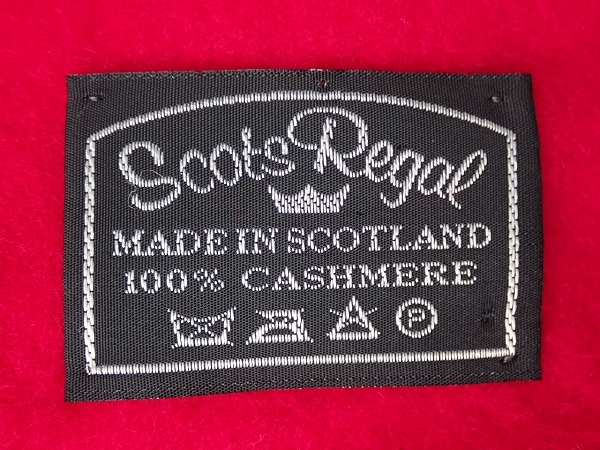 Scots Regal
MADE IN SCOTLAND
100% CASHMERE
P